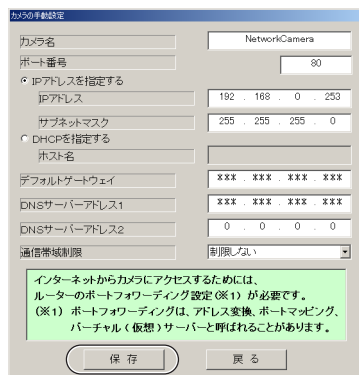 カメラの手動設定
カメラ名 NetworkCamera
ポート番号 80
IPアドレスを指定する
IPアドレス 192 . 168 . 0 . 253
サブネットマスク 255 . 255 . 255 . 0
DHCPを指定する
ホスト名
デフォルトゲートウェイ *** . *** . *** . ***
DNSサーバーアドレス1 *** . *** . *** . ***
DNSサーバーアドレス2 0 . 0 . 0 . 0
通信帯域制限 制限しない
インターネットからカメラにアクセスするためには、
ルーターのポートフォワーディング設定(※1)が必要です。
(※1) ポートフォワーディングは、アドレス変換、ポートマッピング、
バーチャル(仮想)サーバーと呼ばれることがあります。
保存 戻る